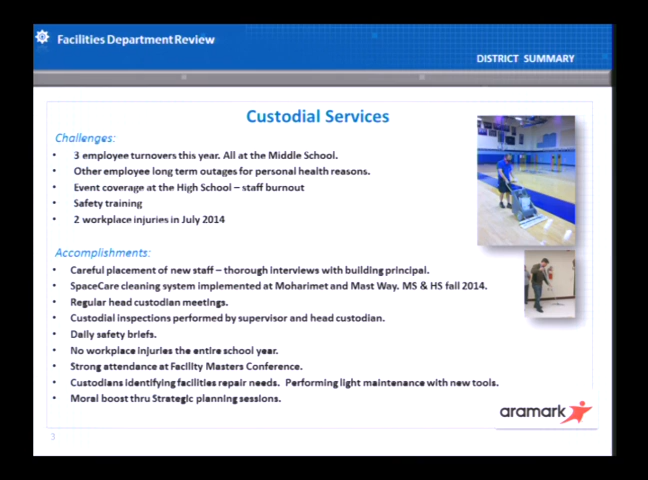 Facilities Department Review
DISTRICT SUMMARY
Custodial Services
Challenges:
• 3 employee turnovers this year. All at the Middle School.
• Other employee long term outages for personal health reasons.
• Event coverage at the High School – staff burnout
• Safety training
• 2 workplace injuries in July 2014
Accomplishments:
• Careful placement of new staff – thorough interviews with building principal.
• SpaceCare cleaning system implemented at Moharimet and Mast Way. MS & HS fall 2014.
• Regular head custodian meetings.
• Custodial inspections performed by supervisor and head custodian.
• Daily safety briefs.
• No workplace injuries the entire school year.
• Strong attendance at Facility Masters Conference.
• Custodians identifying facilities repair needs. Performing light maintenance with new tools.
• Moral boost thru Strategic planning sessions.
aramark
3